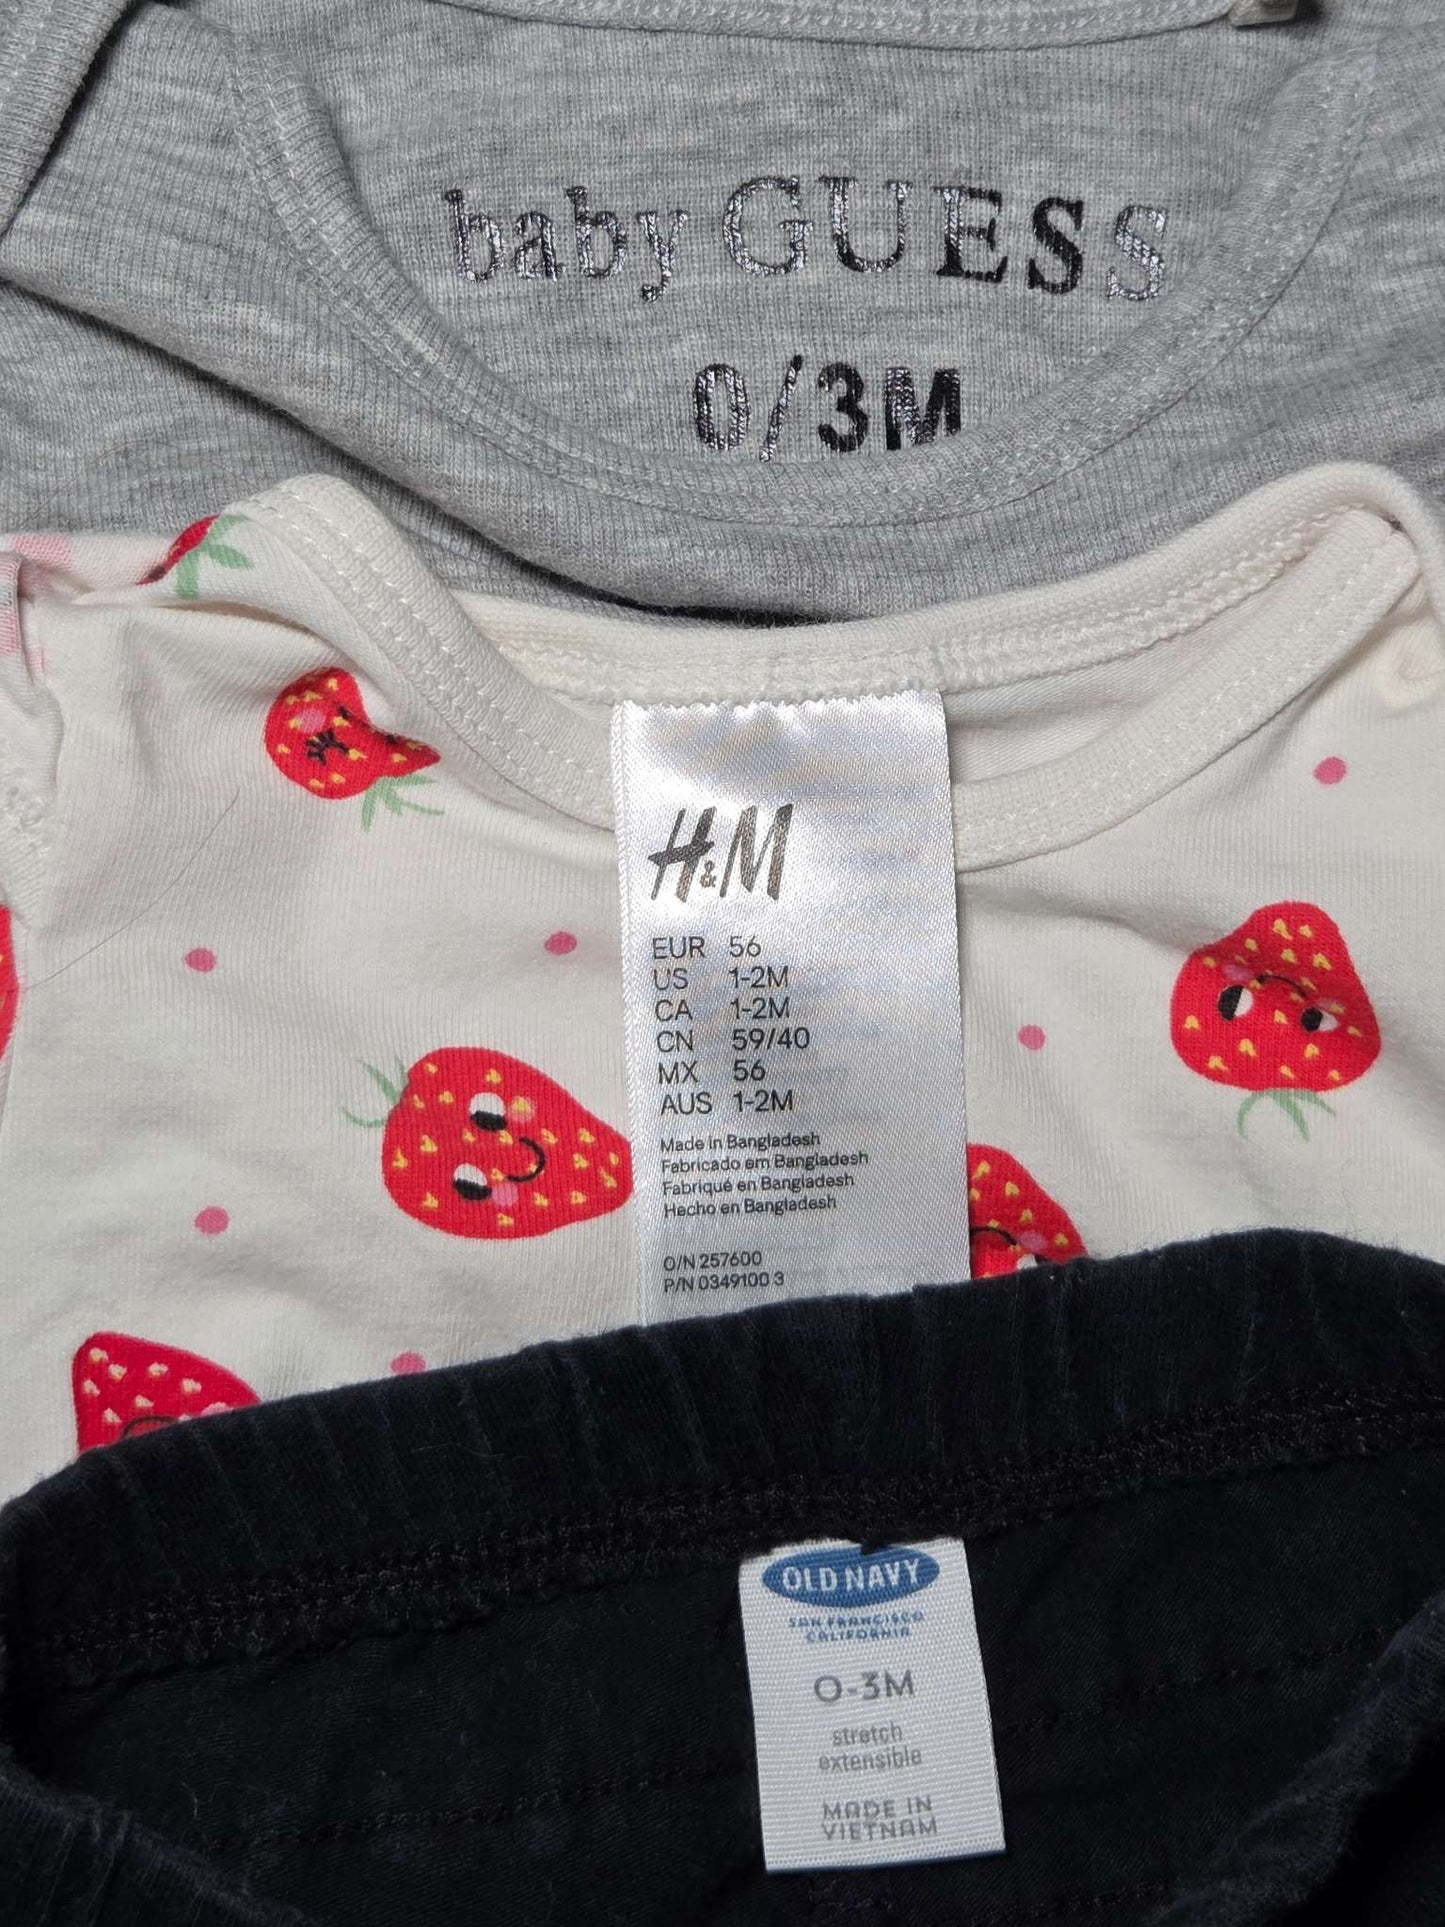 baby GUESS
0/3M
H&M
EUR 56
US 1-2M
CA 1-2M
CN 59/40
MX 56
AUS 1-2M
Made in Bangladesh
Fabricado em Bangladesh
Fabriqué en Bangladesh
Hecho en Bangladesh
O/N 257600
P/N 0349100 3
OLD NAVY
SAN FRANCISCO
CALIFORNIA
0-3M
stretch
extensible
MADE IN
VIETNAM